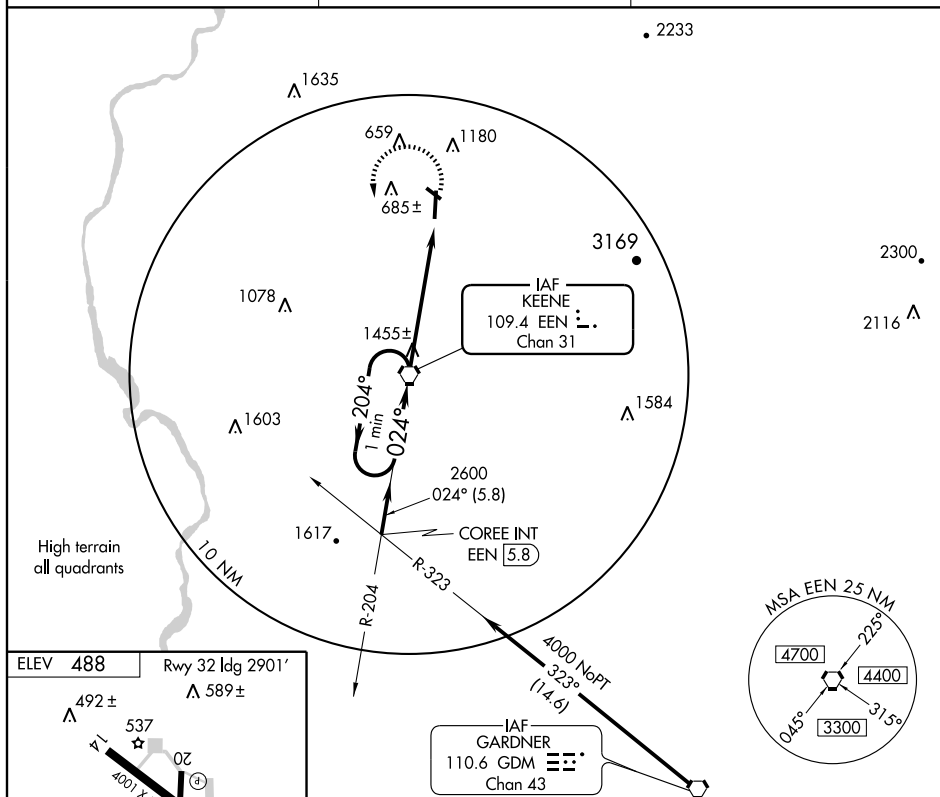 2233
1635
659
1180
685±
3169
2300
IAF
KEENE
109.4 EEN
Chan 31
1078
2116
1455±
204°
1 min
024°
1584
1603
2600
024° (5.8)
1617
COREE INT
EEN 5.8
High terrain
all quadrants
10 NM
R-323
R-204
MSA EEN 25 NM
225°
4700
4400
045°
315°
3300
4000 NoPT
323°
(14.6)
ELEV 488
Rwy 32 ldg 2901'
589±
492±
537
14
20
P
4001 X
IAF
GARDNER
110.6 GDM
Chan 43